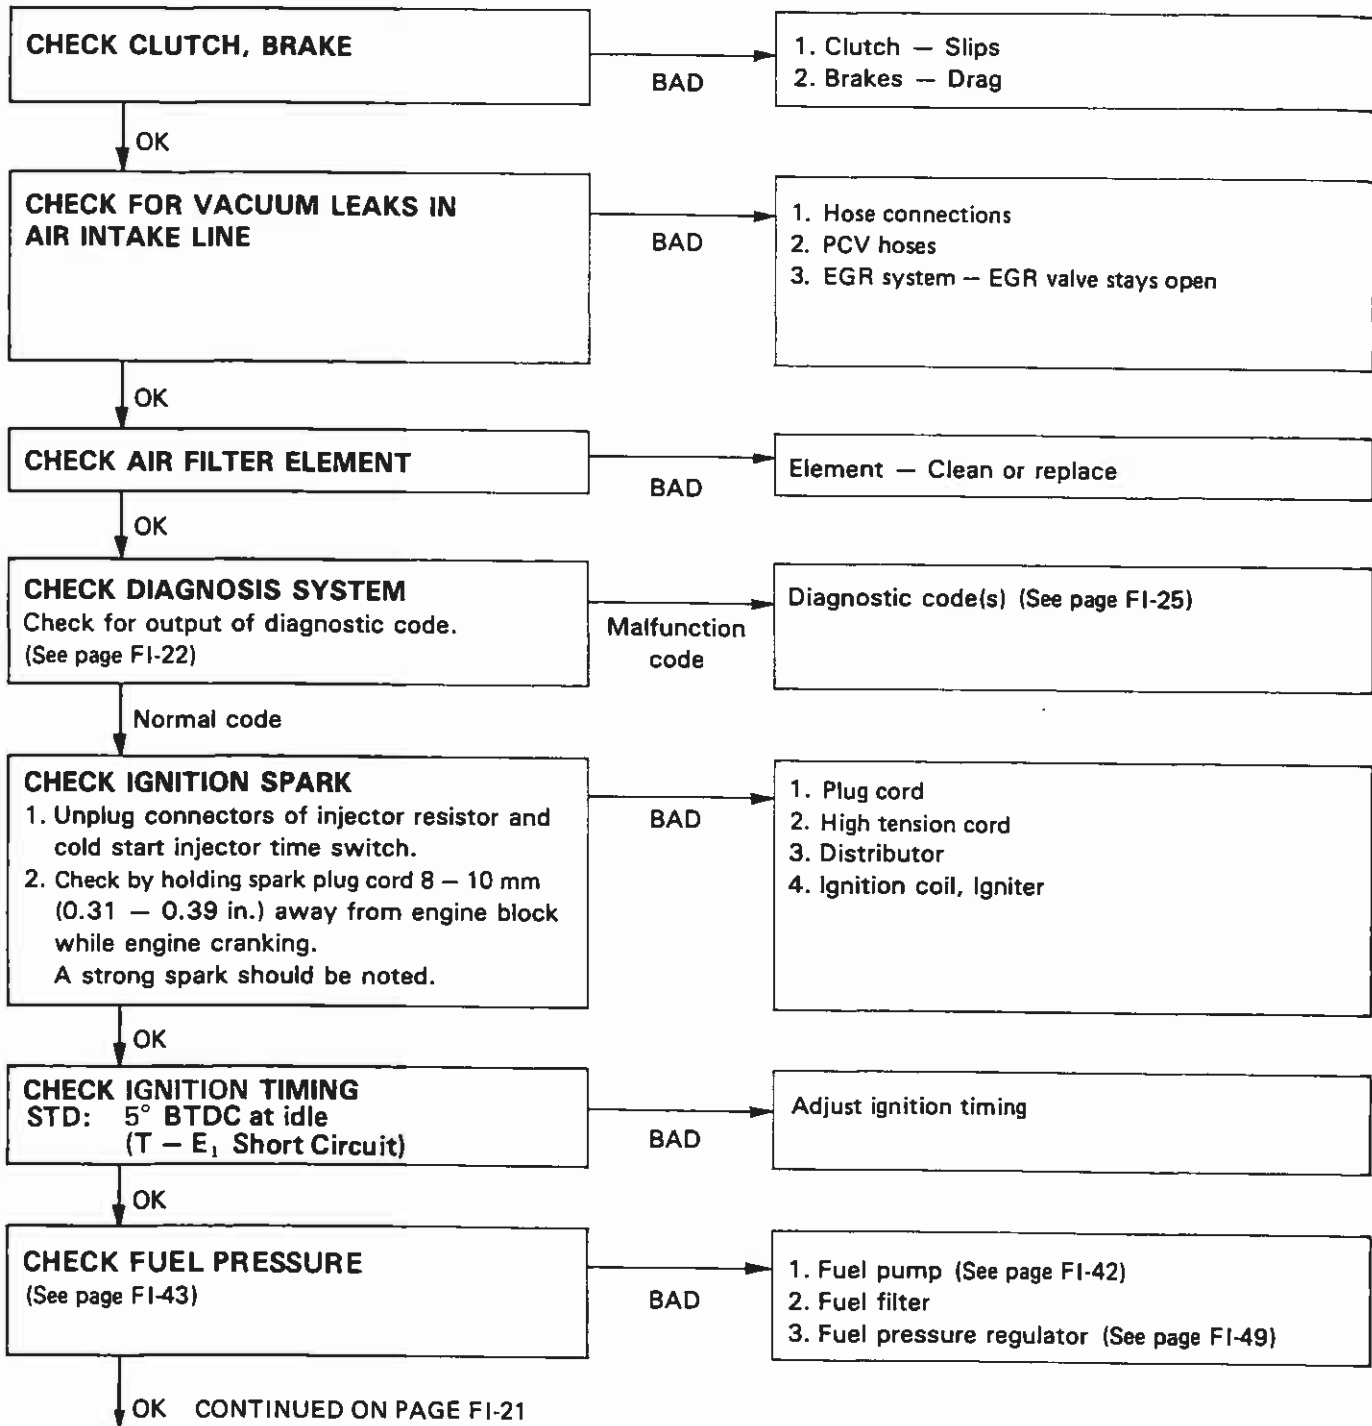 CHECK CLUTCH, BRAKE
BAD
1. Clutch — Slips
2. Brakes — Drag
OK
CHECK FOR VACUUM LEAKS IN
AIR INTAKE LINE
BAD
1. Hose connections
2. PCV hoses
3. EGR system — EGR valve stays open
OK
CHECK AIR FILTER ELEMENT
BAD
Element — Clean or replace
OK
CHECK DIAGNOSIS SYSTEM
Check for output of diagnostic code.
(See page FI-22)
Malfunction
code
Diagnostic code(s) (See page FI-25)
Normal code
CHECK IGNITION SPARK
1. Unplug connectors of injector resistor and
cold start injector time switch.
2. Check by holding spark plug cord 8 — 10 mm
(0.31 — 0.39 in.) away from engine block
while engine cranking.
A strong spark should be noted.
BAD
1. Plug cord
2. High tension cord
3. Distributor
4. Ignition coil, Igniter
OK
CHECK IGNITION TIMING
STD: 5° BTDC at idle
(T — E₁ Short Circuit)
BAD
Adjust ignition timing
OK
CHECK FUEL PRESSURE
(See page FI-43)
BAD
1. Fuel pump (See page FI-42)
2. Fuel filter
3. Fuel pressure regulator (See page FI-49)
OK CONTINUED ON PAGE FI-21